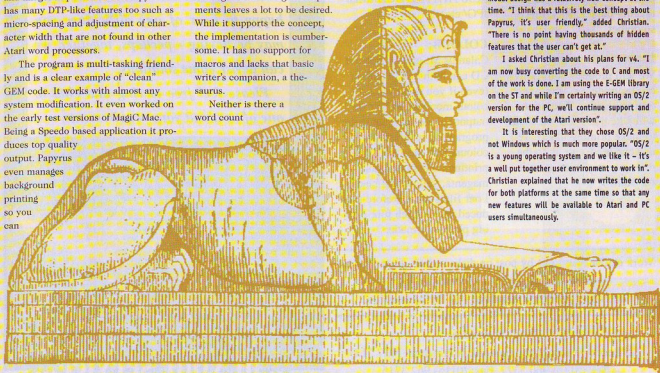 has many DTP-like features too such as
micro-spacing and adjustment of char-
acter width that are not found in other
Atari word processors.
The program is multi-tasking friend-
ly and is a clear example of "clean"
GEM code. It works with almost any
system modification. It even worked on
the early test versions of MagiC Mac.
Being a Speedo based application it pro-
duces top quality
output. Papyrus
even manages
background
printing
so you
can
ments leaves a lot to be desired.
While it supports the concept,
the implementation is cumber-
some. It has no support for
macros and lacks that basic
writer's companion, a the-
saurus.
Neither is there a
word count
time. "I think that this is the best thing about
Papyrus, it's user friendly," added Christian.
"There is no point having thousands of hidden
features that the user can't get at."
I asked Christian about his plans for v4. "I
am now busy converting the code to C and most
of the work is done. I am using the E-GEM library
on the ST and while I'm certainly writing an OS/2
version for the PC, we'll continue support and
development of the Atari version".
It is interesting that they chose OS/2 and
not Windows which is much more popular. "OS/2
is a young operating system and we like it – it's
a well put together user environment to work in".
Christian explained that he now writes the code
for both platforms at the same time so that any
new features will be available to Atari and PC
users simultaneously.